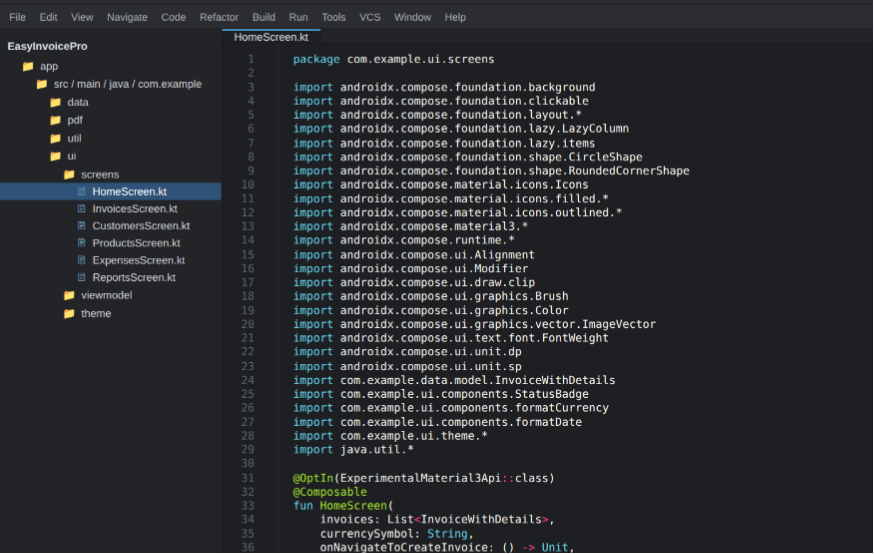 File Edit View Navigate Code Refactor Build Run Tools VCS Window Help
EasyInvoicePro
app
src / main / java / com.example
data
pdf
util
ui
screens
HomeScreen.kt
InvoicesScreen.kt
CustomersScreen.kt
ProductsScreen.kt
ExpensesScreen.kt
ReportsScreen.kt
viewmodel
theme
HomeScreen.kt
1 package com.example.ui.screens
2
3 import androidx.compose.foundation.background
4 import androidx.compose.foundation.clickable
5 import androidx.compose.foundation.layout.*
6 import androidx.compose.foundation.lazy.LazyColumn
7 import androidx.compose.foundation.lazy.items
8 import androidx.compose.foundation.shape.CircleShape
9 import androidx.compose.foundation.shape.RoundedCornerShape
10 import androidx.compose.material.icons.Icons
11 import androidx.compose.material.icons.filled.*
12 import androidx.compose.material.icons.outlined.*
13 import androidx.compose.material3.*
14 import androidx.compose.runtime.*
15 import androidx.compose.ui.Alignment
16 import androidx.compose.ui.Modifier
17 import androidx.compose.ui.draw.clip
18 import androidx.compose.ui.graphics.Brush
19 import androidx.compose.ui.graphics.Color
20 import androidx.compose.ui.graphics.vector.ImageVector
21 import androidx.compose.ui.text.font.FontWeight
22 import androidx.compose.ui.unit.dp
23 import androidx.compose.ui.unit.sp
24 import com.example.data.model.InvoiceWithDetails
25 import com.example.ui.components.StatusBadge
26 import com.example.ui.components.formatCurrency
27 import com.example.ui.components.formatDate
28 import com.example.ui.theme.*
29 import java.util.*
30
31 @OptIn(ExperimentalMaterial3Api::class)
32 @Composable
33 fun HomeScreen(
34 invoices: List<InvoiceWithDetails>,
35 currencySymbol: String,
36 onNavigateToCreateInvoice: () -> Unit,